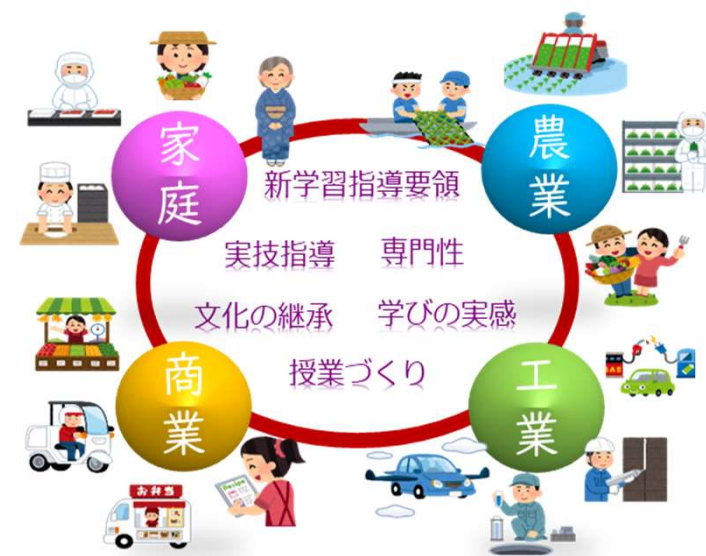 家庭
農業
新学習指導要領
実技指導 専門性
文化の継承 学びの実感
授業づくり
商業
工業
お弁当
Recipe
GAS